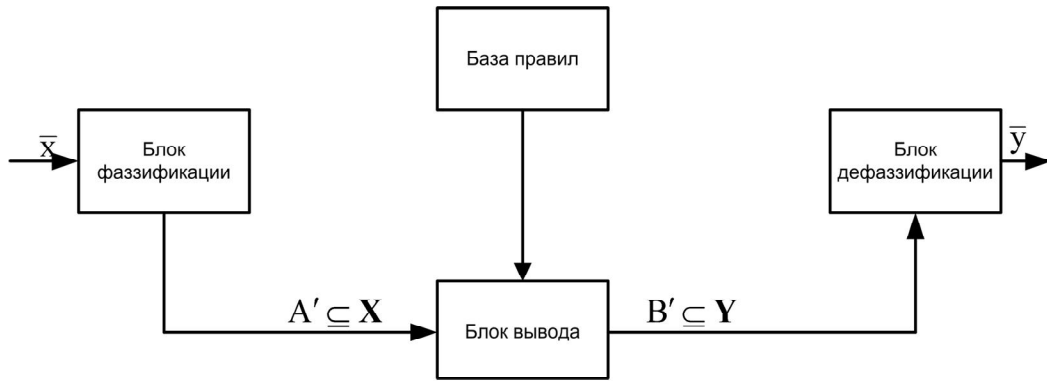 База правил
x̅
Блок
фаззификации
Блок
дефаззификации
y̅
A′ ⊆ X
Блок вывода
B′ ⊆ Y